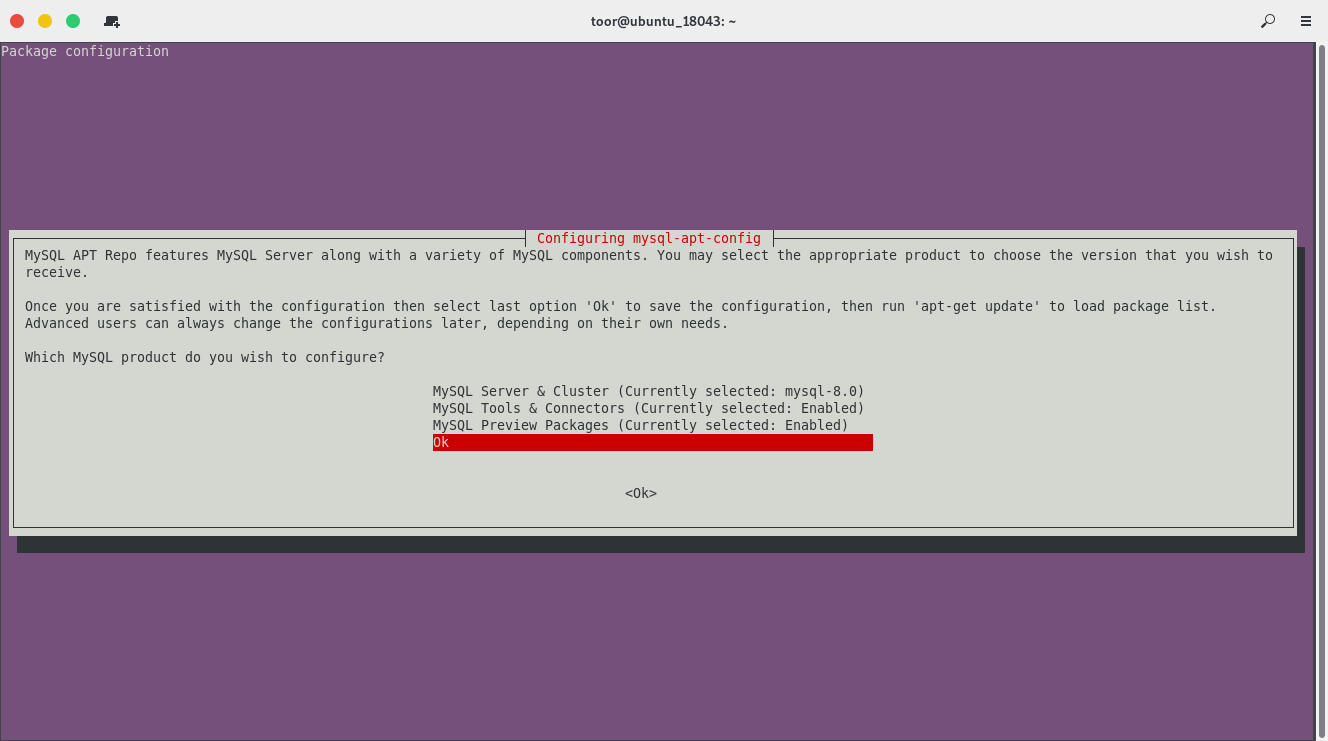 toor@ubuntu_18043: ~
Package configuration
Configuring mysql-apt-config
MySQL APT Repo features MySQL Server along with a variety of MySQL components. You may select the appropriate product to choose the version that you wish to
receive.
Once you are satisfied with the configuration then select last option 'Ok' to save the configuration, then run 'apt-get update' to load package list.
Advanced users can always change the configurations later, depending on their own needs.
Which MySQL product do you wish to configure?
MySQL Server & Cluster (Currently selected: mysql-8.0)
MySQL Tools & Connectors (Currently selected: Enabled)
MySQL Preview Packages (Currently selected: Enabled)
Ok
<Ok>